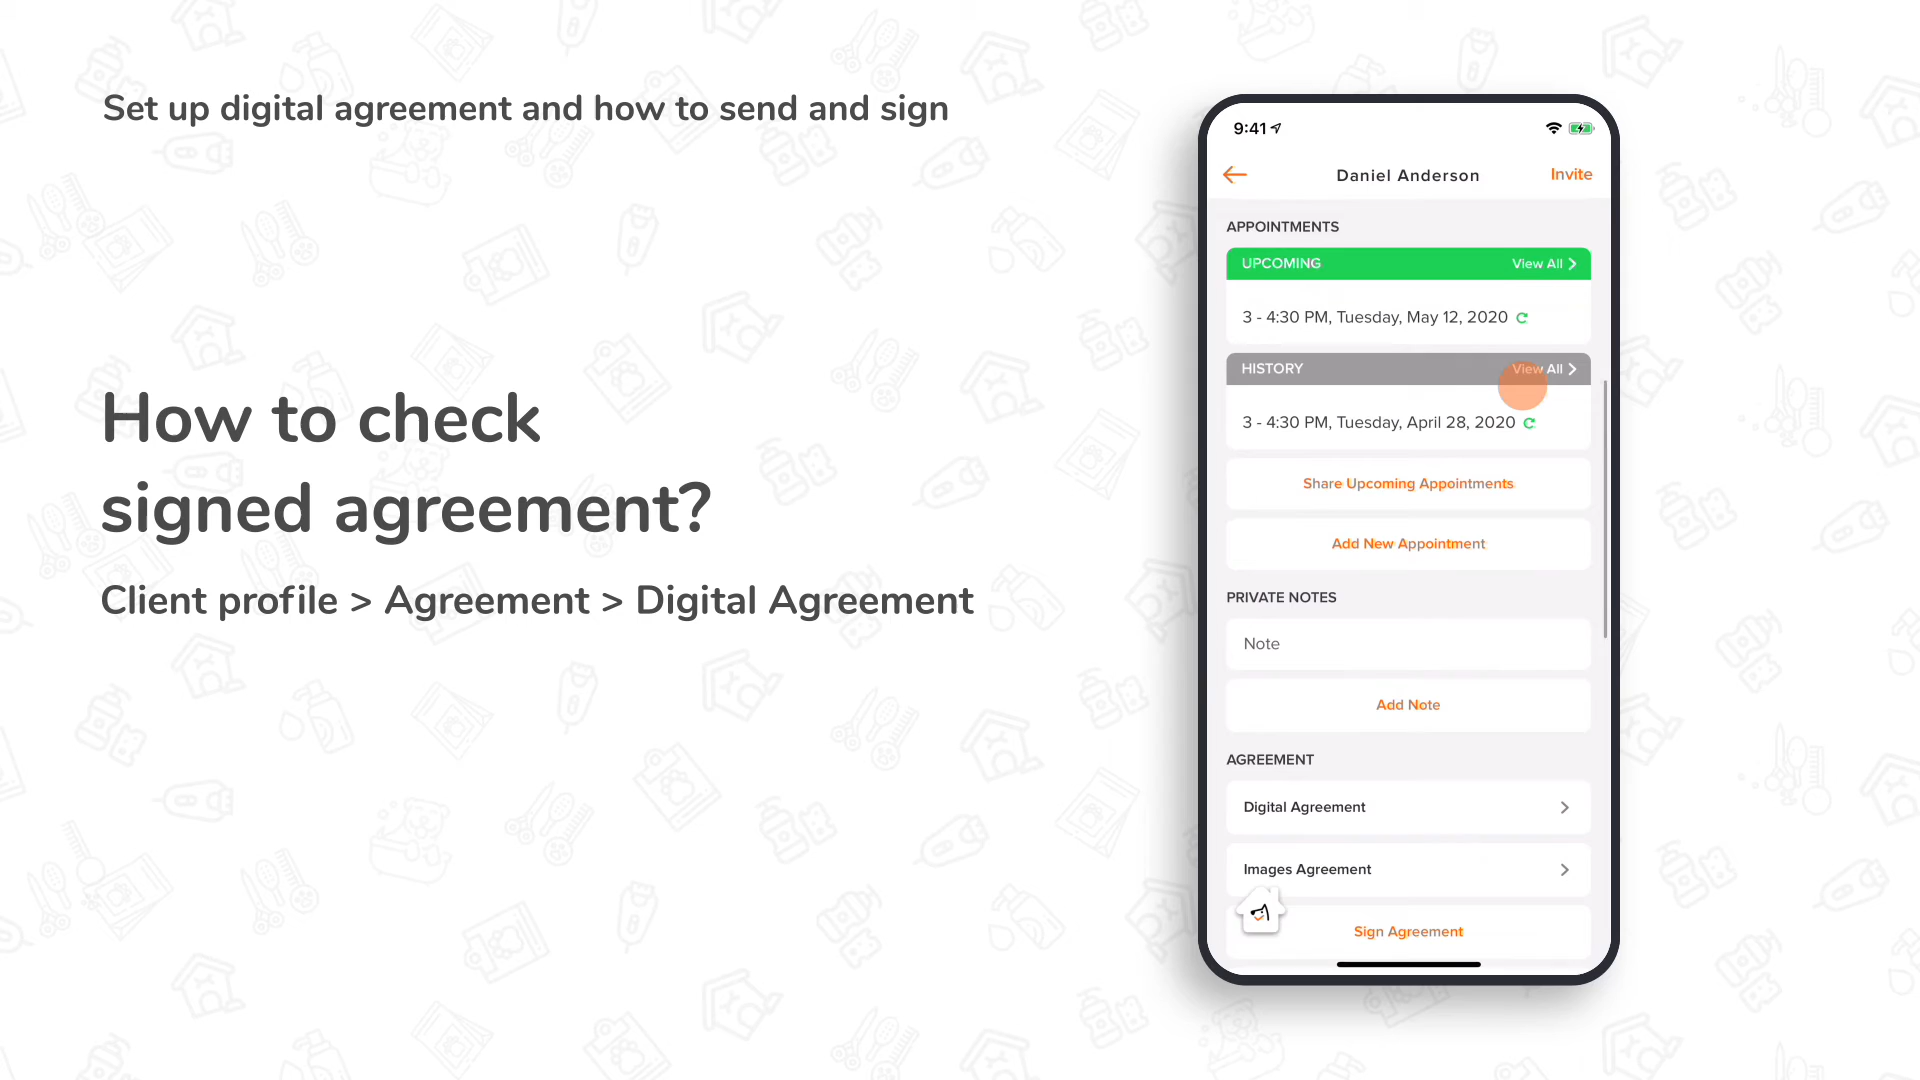 Set up digital agreement and how to send and sign
How to check
signed agreement?
Client profile > Agreement > Digital Agreement
9:41
Daniel Anderson
Invite
APPOINTMENTS
UPCOMING
View All
3 - 4:30 PM, Tuesday, May 12, 2020
HISTORY
View All
3 - 4:30 PM, Tuesday, April 28, 2020
Share Upcoming Appointments
Add New Appointment
PRIVATE NOTES
Note
Add Note
AGREEMENT
Digital Agreement
Images Agreement
Sign Agreement